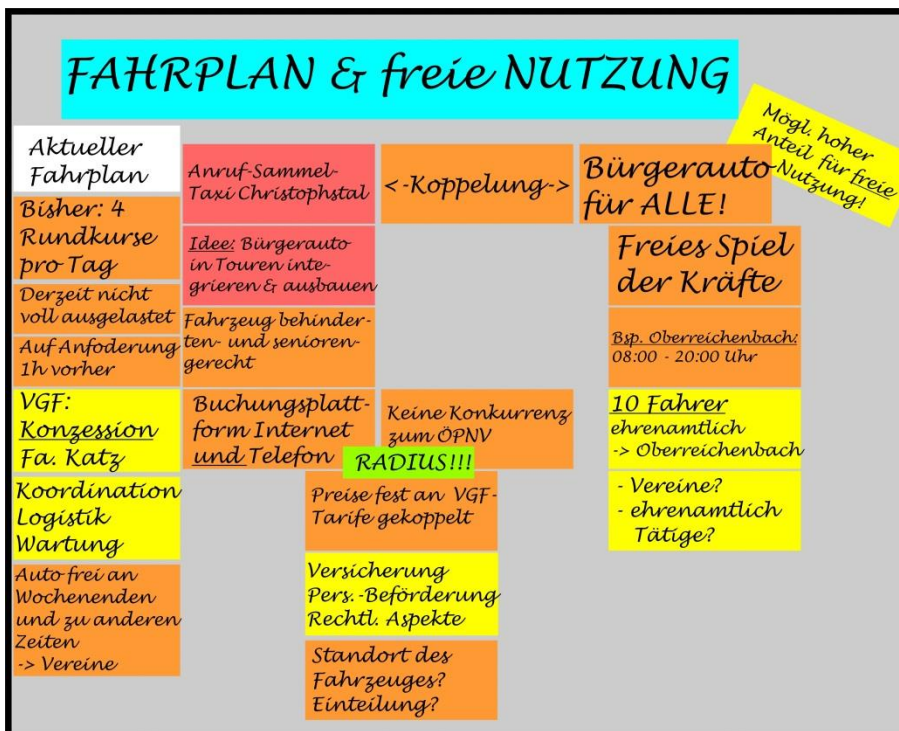 FAHRPLAN & freie NUTZUNG
Mögl. hoher
Anteil für freie
Nutzung!
Aktueller
Fahrplan
Bisher: 4
Rundkurse
pro Tag
Derzeit nicht
voll ausgelastet
Auf Anfoderung
1h vorher
VGF:
Konzession
Fa. Katz
Koordination
Logistik
Wartung
Auto frei an
Wochenenden
und zu anderen
Zeiten
-> Vereine
Anruf-Sammel-
Taxi Christophstal
Idee: Bürgerauto
in Touren inte-
grieren & ausbauen
Fahrzeug behinder-
ten- und senioren-
gerecht
Buchungsplatt-
form Internet
und Telefon
<-Koppelung->
Keine Konkurrenz
zum ÖPNV
RADIUS!!!
Preise fest an VGF-
Tarife gekoppelt
Versicherung
Pers.-Beförderung
Rechtl. Aspekte
Standort des
Fahrzeuges?
Einteilung?
Bürgerauto
für ALLE!
Freies Spiel
der Kräfte
Bsp. Oberreichenbach:
08:00 - 20:00 Uhr
10 Fahrer
ehrenamtlich
-> Oberreichenbach
- Vereine?
- ehrenamtlich
Tätige?